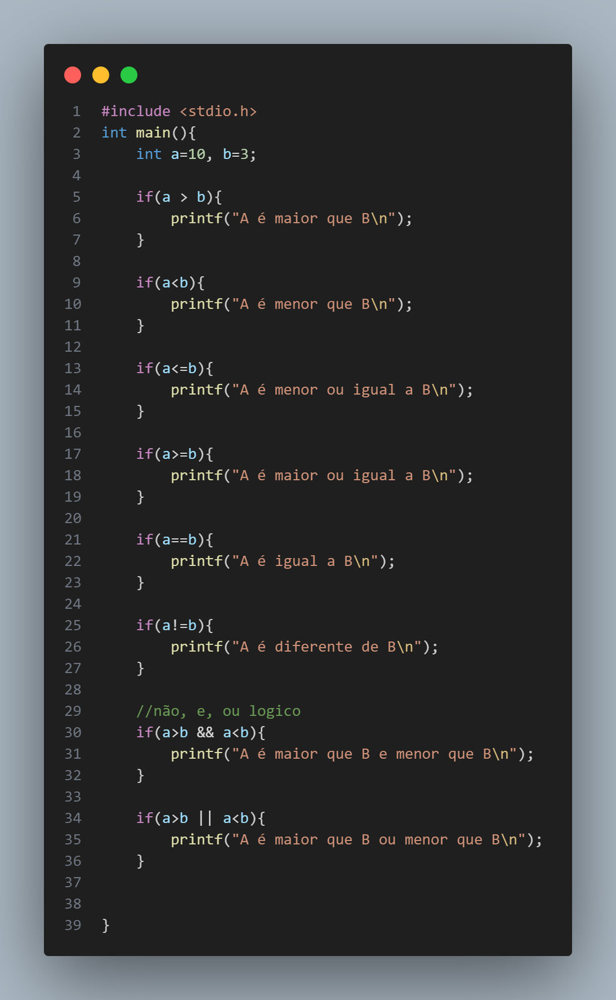 1 #include <stdio.h>
2 int main(){
3     int a=10, b=3;
4
5     if(a > b){
6         printf("A é maior que B\n");
7     }
8
9     if(a<b){
10         printf("A é menor que B\n");
11     }
12
13     if(a<=b){
14         printf("A é menor ou igual a B\n");
15     }
16
17     if(a>=b){
18         printf("A é maior ou igual a B\n");
19     }
20
21     if(a==b){
22         printf("A é igual a B\n");
23     }
24
25     if(a!=b){
26         printf("A é diferente de B\n");
27     }
28
29     //não, e, ou logico
30     if(a>b && a<b){
31         printf("A é maior que B e menor que B\n");
32     }
33
34     if(a>b || a<b){
35         printf("A é maior que B ou menor que B\n");
36     }
37
38
39 }